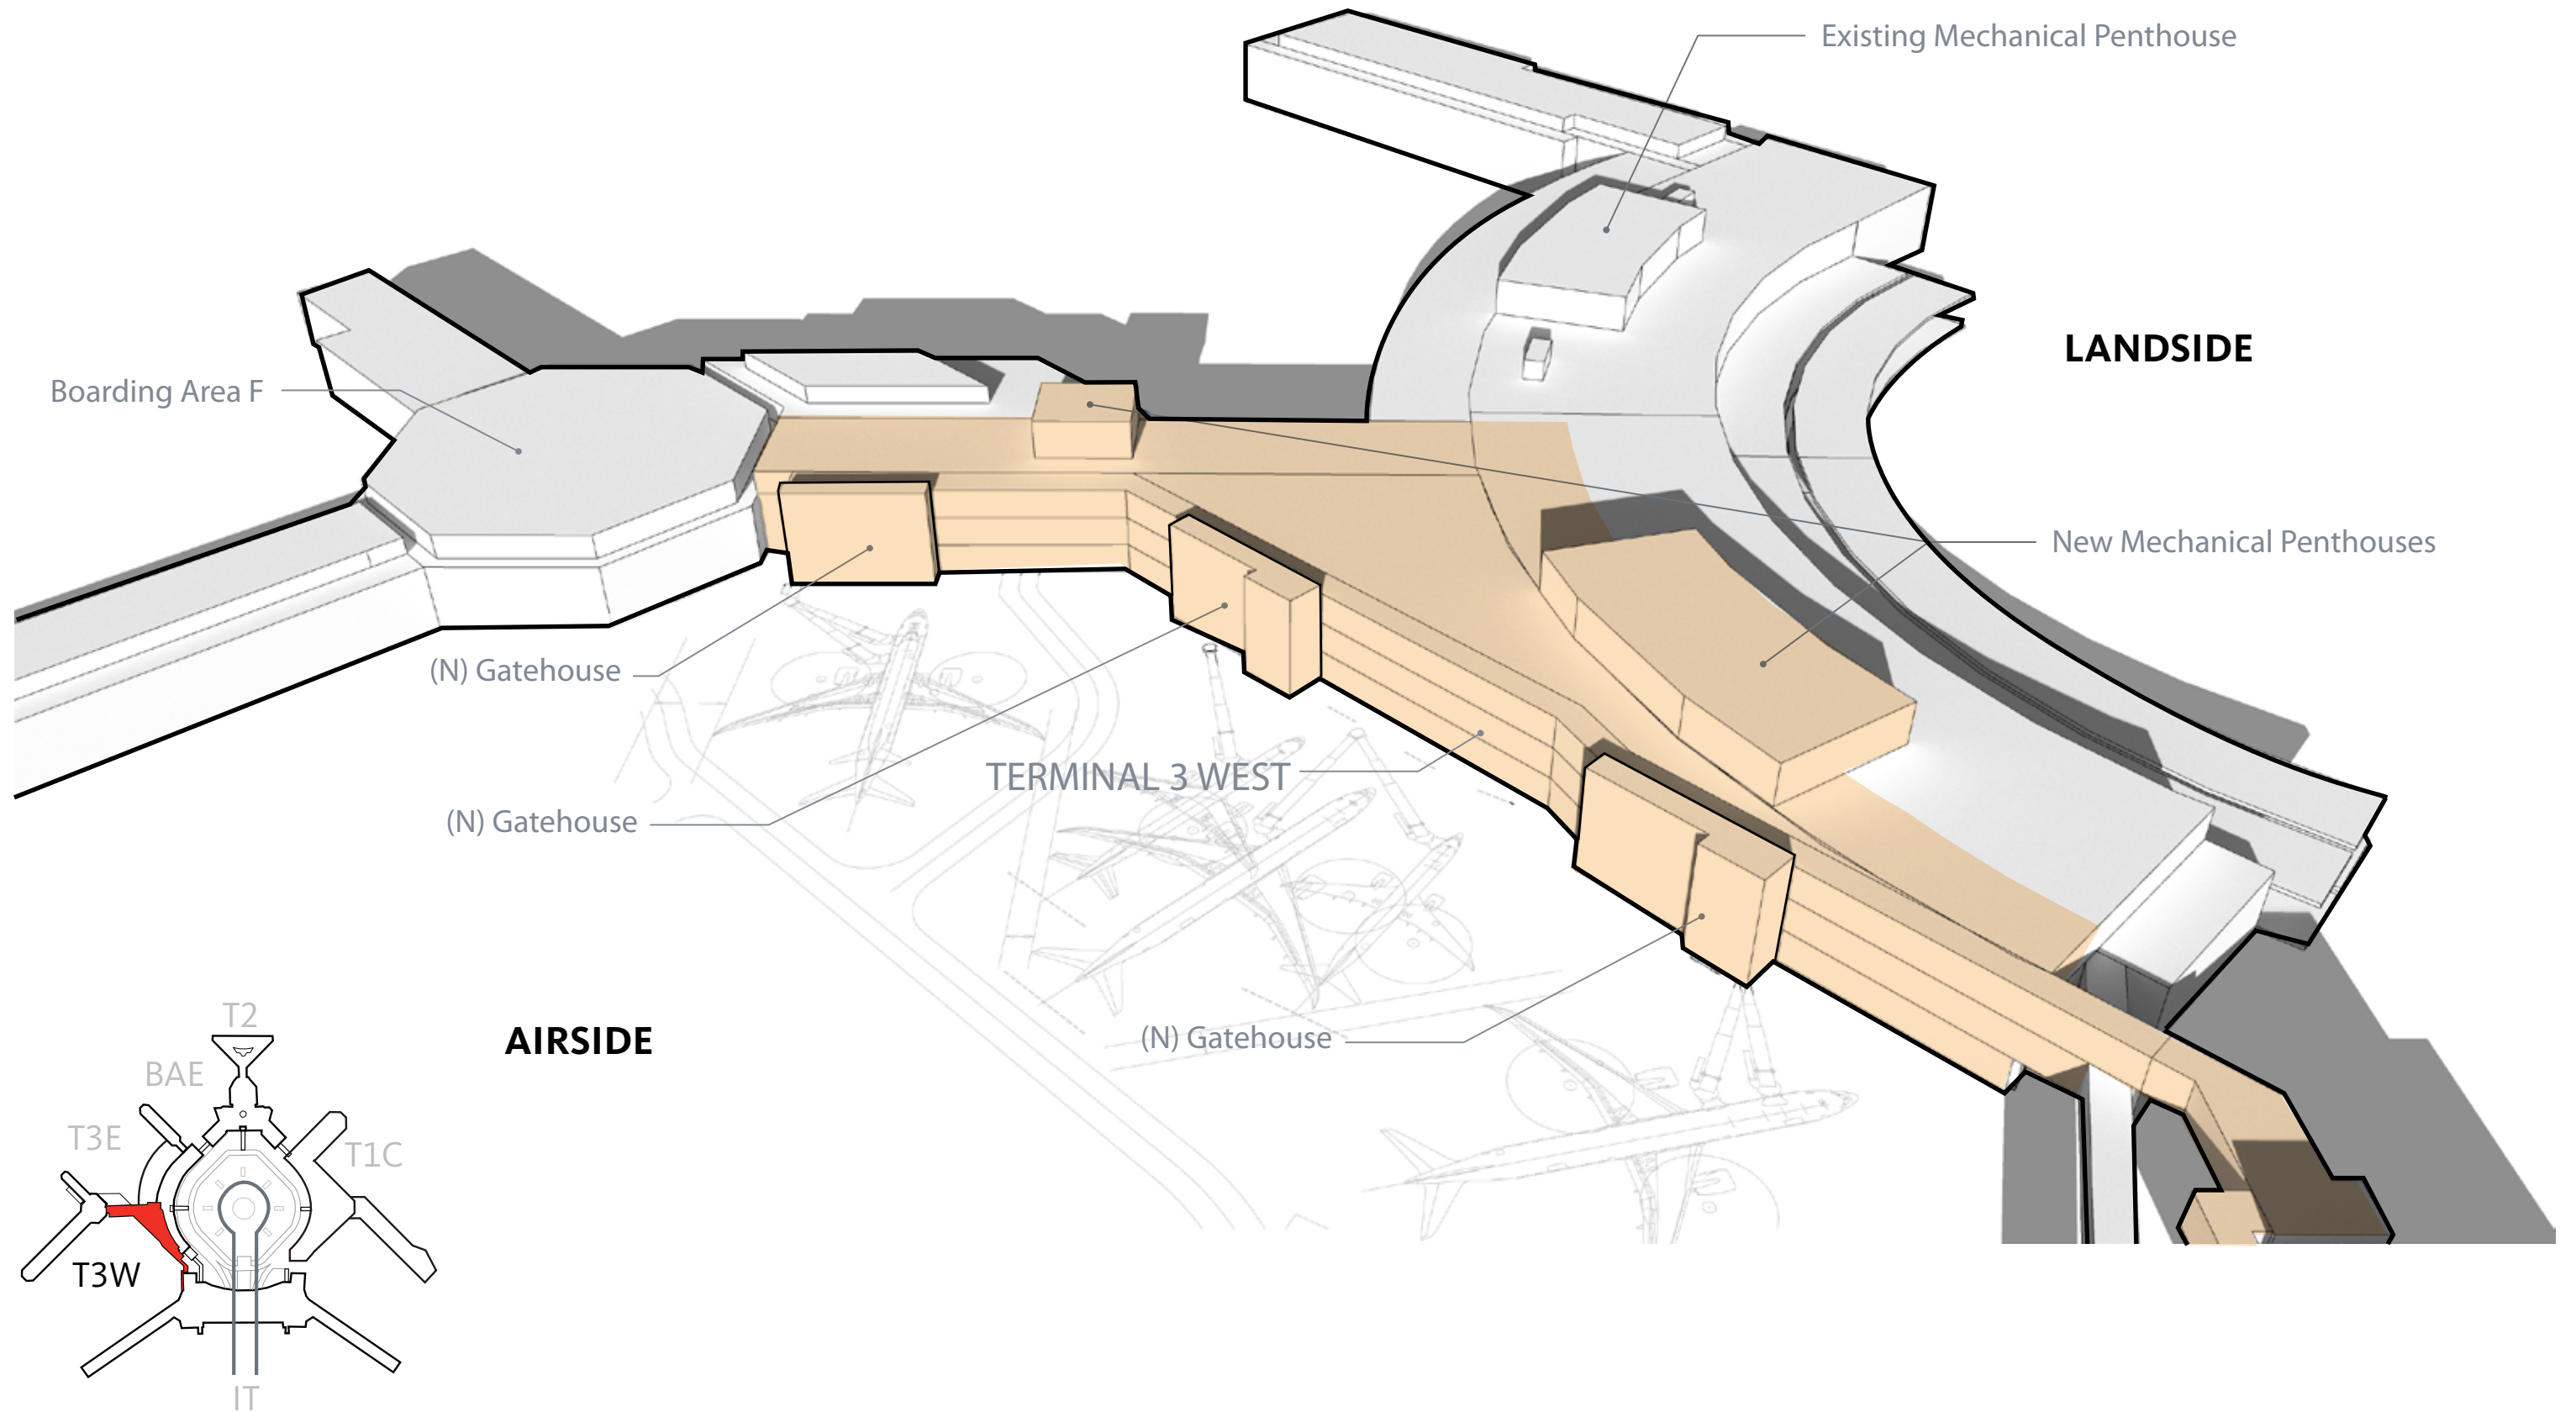 Existing Mechanical Penthouse
LANDSIDE
Boarding Area F
New Mechanical Penthouses
(N) Gatehouse
TERMINAL 3 WEST
(N) Gatehouse
(N) Gatehouse
AIRSIDE
T2
BAE
T3E
T1C
T3W
IT